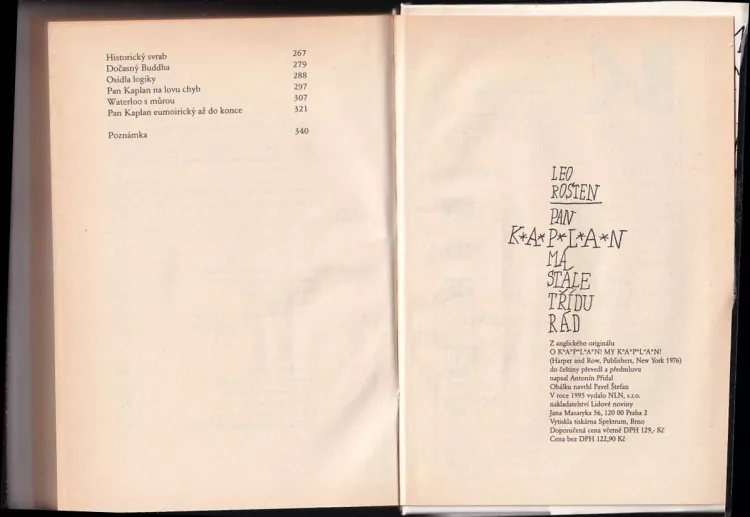 Historický svrab 267
Dočasný Buddha 279
Osidla logiky 288
Pan Kaplan na lovu chyb 297
Waterloo s můrou 307
Pan Kaplan eumoirický až do konce 321
Poznámka 340
LEO
ROSTEN
PAN
K*A*P*L*A*N
MÁ
STÁLE
TŘÍDU
RÁD
Z anglického originálu
O K*A*P*L*A*N! MY K*A*P*L*A*N!
(Harper and Row, Publishers, New York 1976)
do češtiny převedl a předmluvu
napsal Antonín Přidal
Obálku navrhl Pavel Štefan
V roce 1995 vydalo NLN, s.r.o.
nakladatelství Lidové noviny
Jana Masaryka 56, 120 00 Praha 2
Vytiskla tiskárna Spektrum, Brno
Doporučená cena včetně DPH 129,- Kč
Cena bez DPH 122,90 Kč